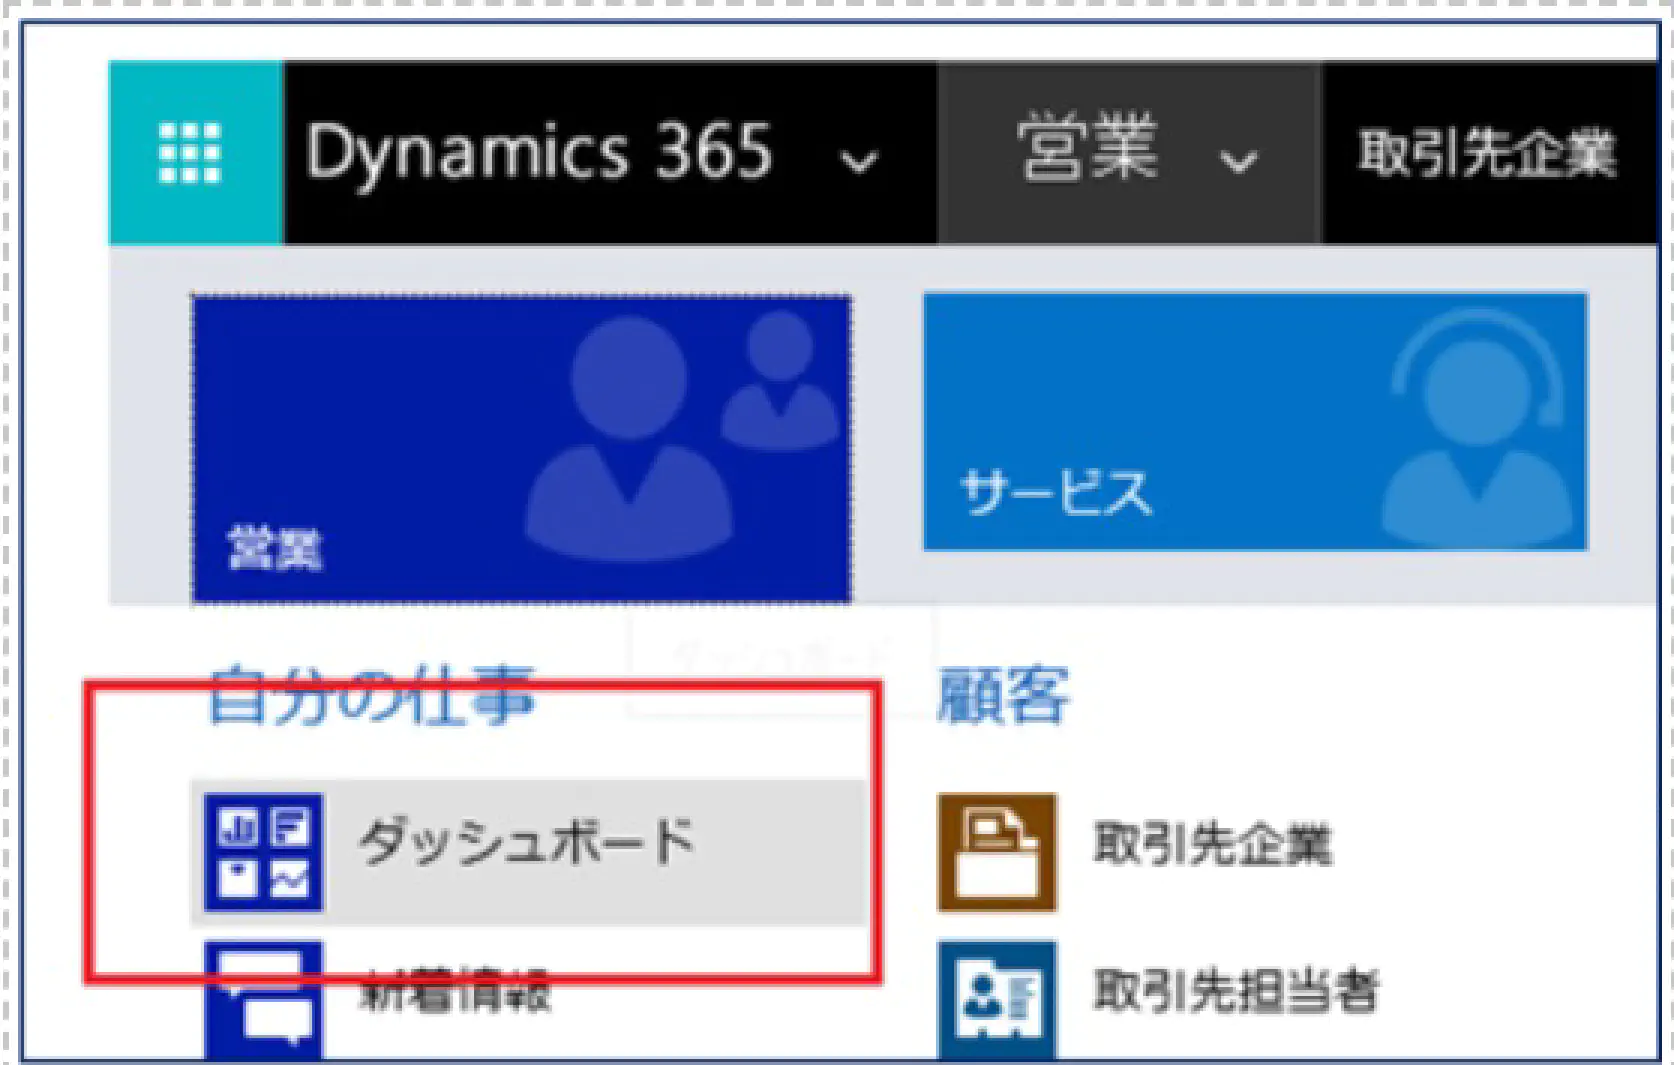 Dynamics 365
営業
取引先企業
営業
サービス
自分の仕事
顧客
ダッシュボード
取引先企業
新着情報
取引先担当者